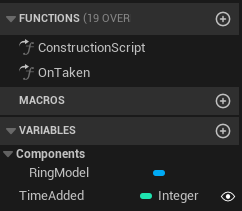 FUNCTIONS (19 OVER
ConstructionScript
OnTaken
MACROS
VARIABLES
Components
RingModel
TimeAdded Integer